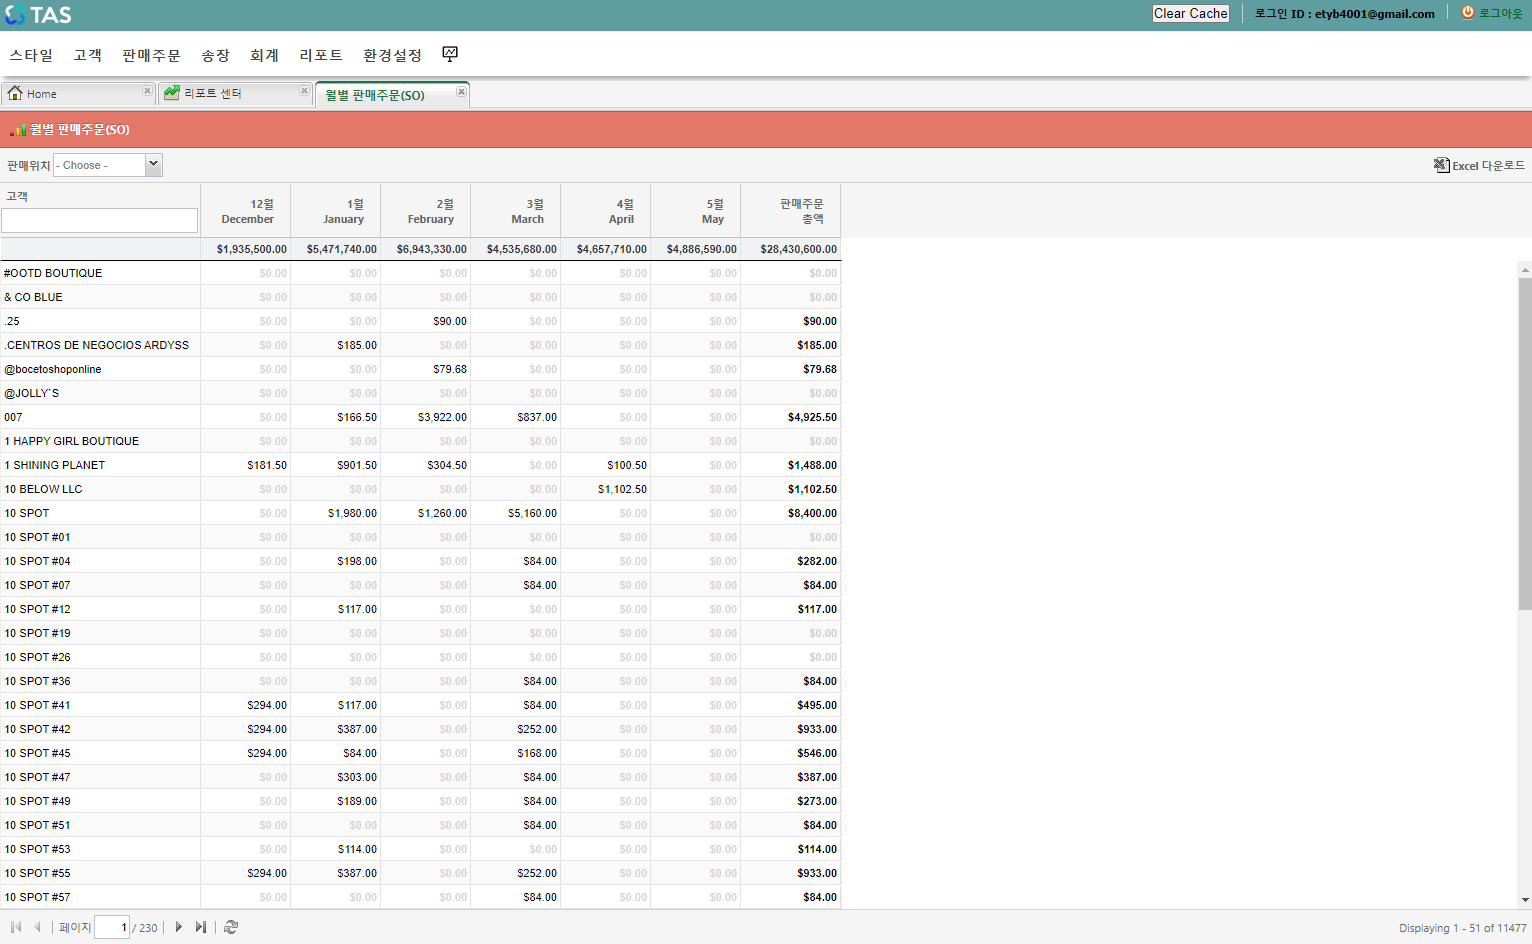 TAS
Clear Cache 로그인 ID : etyb4001@gmail.com 로그아웃
스타일 고객 판매주문 송장 회계 리포트 환경설정
Home 리포트 센터 월별 판매주문(SO)
월별 판매주문(SO)
판매위치 - Choose - Excel 다운로드
고객 12월 December 1월 January 2월 February 3월 March 4월 April 5월 May 판매주문 총액
$1,935,500.00 $5,471,740.00 $6,943,330.00 $4,535,680.00 $4,657,710.00 $4,886,590.00 $28,430,600.00
#OOTD BOUTIQUE $0.00 $0.00 $0.00 $0.00 $0.00 $0.00 $0.00
& CO BLUE $0.00 $0.00 $0.00 $0.00 $0.00 $0.00 $0.00
.25 $0.00 $0.00 $90.00 $0.00 $0.00 $0.00 $90.00
.CENTROS DE NEGOCIOS ARDYSS $0.00 $185.00 $0.00 $0.00 $0.00 $0.00 $185.00
@bocetoshoponline $0.00 $0.00 $79.68 $0.00 $0.00 $0.00 $79.68
@JOLLY`S $0.00 $0.00 $0.00 $0.00 $0.00 $0.00 $0.00
007 $0.00 $166.50 $3,922.00 $837.00 $0.00 $0.00 $4,925.50
1 HAPPY GIRL BOUTIQUE $0.00 $0.00 $0.00 $0.00 $0.00 $0.00 $0.00
1 SHINING PLANET $181.50 $901.50 $304.50 $0.00 $100.50 $0.00 $1,488.00
10 BELOW LLC $0.00 $0.00 $0.00 $0.00 $1,102.50 $0.00 $1,102.50
10 SPOT $0.00 $1,980.00 $1,260.00 $5,160.00 $0.00 $0.00 $8,400.00
10 SPOT #01 $0.00 $0.00 $0.00 $0.00 $0.00 $0.00 $0.00
10 SPOT #04 $0.00 $198.00 $0.00 $84.00 $0.00 $0.00 $282.00
10 SPOT #07 $0.00 $0.00 $0.00 $84.00 $0.00 $0.00 $84.00
10 SPOT #12 $0.00 $117.00 $0.00 $0.00 $0.00 $0.00 $117.00
10 SPOT #19 $0.00 $0.00 $0.00 $0.00 $0.00 $0.00 $0.00
10 SPOT #26 $0.00 $0.00 $0.00 $0.00 $0.00 $0.00 $0.00
10 SPOT #36 $0.00 $0.00 $0.00 $84.00 $0.00 $0.00 $84.00
10 SPOT #41 $294.00 $117.00 $0.00 $84.00 $0.00 $0.00 $495.00
10 SPOT #42 $294.00 $387.00 $0.00 $252.00 $0.00 $0.00 $933.00
10 SPOT #45 $294.00 $84.00 $0.00 $168.00 $0.00 $0.00 $546.00
10 SPOT #47 $0.00 $303.00 $0.00 $84.00 $0.00 $0.00 $387.00
10 SPOT #49 $0.00 $189.00 $0.00 $84.00 $0.00 $0.00 $273.00
10 SPOT #51 $0.00 $0.00 $0.00 $84.00 $0.00 $0.00 $84.00
10 SPOT #53 $0.00 $114.00 $0.00 $0.00 $0.00 $0.00 $114.00
10 SPOT #55 $294.00 $387.00 $0.00 $252.00 $0.00 $0.00 $933.00
10 SPOT #57 $0.00 $0.00 $0.00 $84.00 $0.00 $0.00 $84.00
페이지 1 / 230 Displaying 1 - 51 of 11477